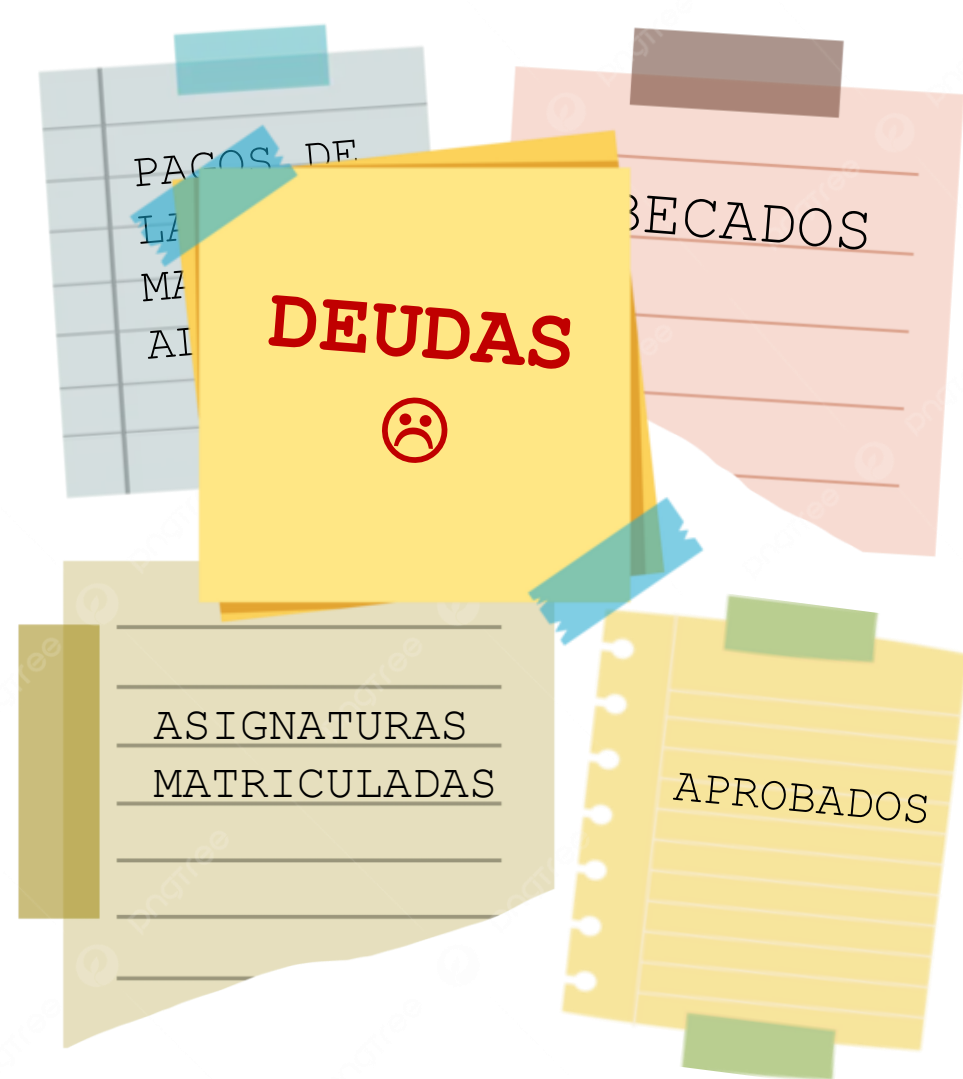 PAGOS DE
BECADOS
DEUDAS
ASIGNATURAS
MATRICULADAS
APROBADOS